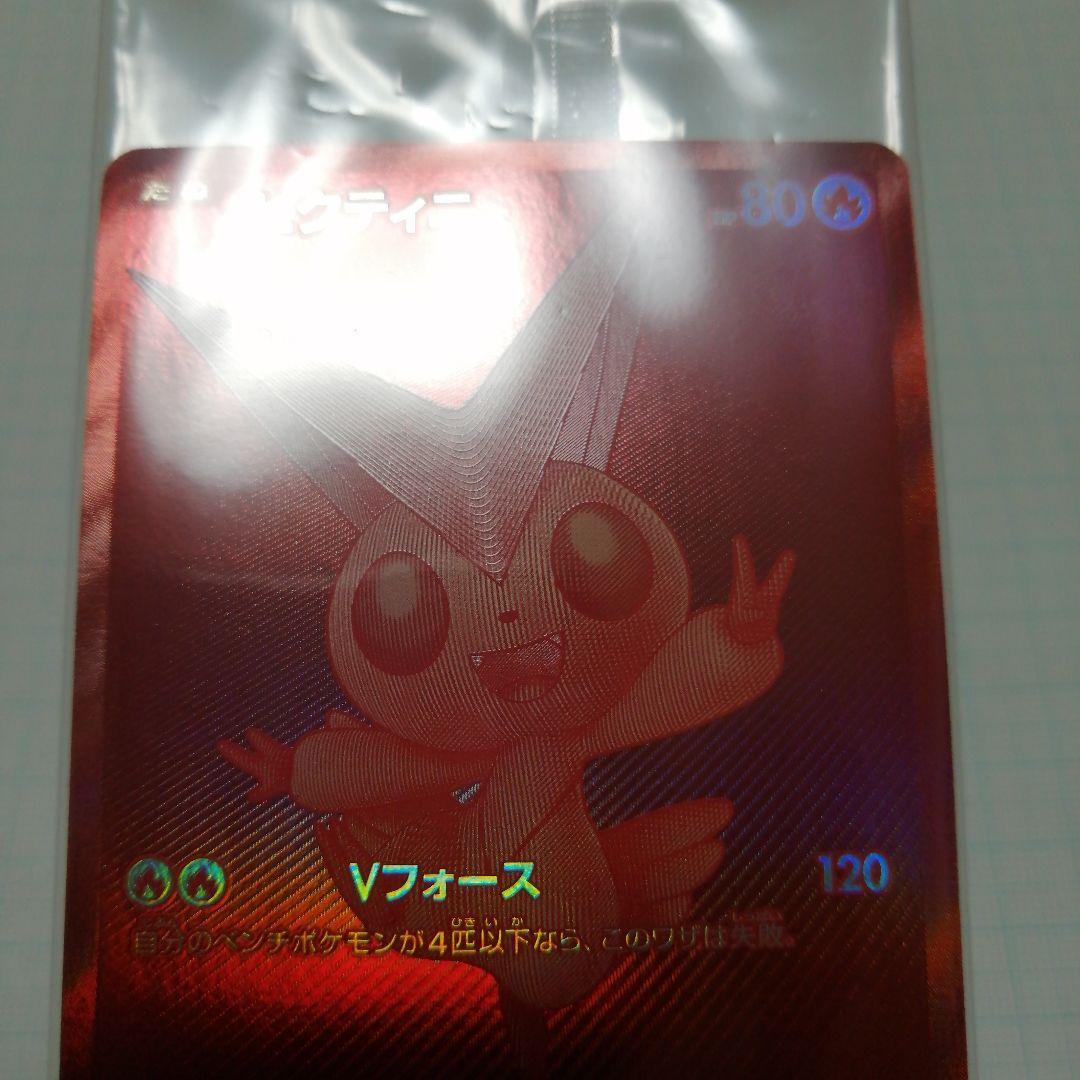 たね ビクティニ HP 80
Vフォース 120
自分のベンチポケモンが4匹以下なら、このワザは失敗。